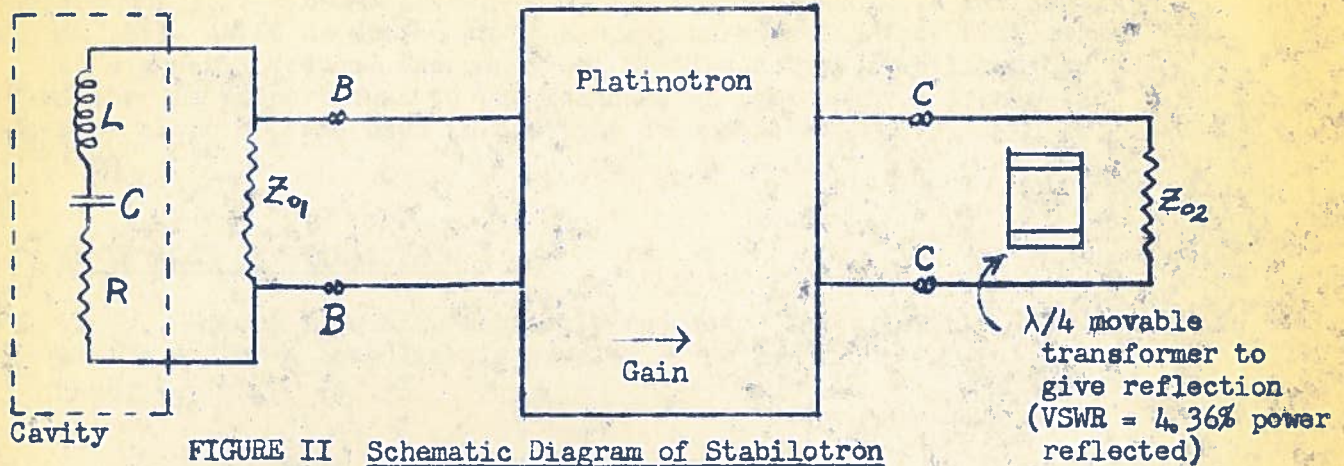 B
Platinotron
C
L
C
Z₀₁
Z₀₂
R
B
C
Gain
λ/4 movable
transformer to
give reflection
(VSWR = 4, 36% power
reflected)
Cavity
FIGURE II Schematic Diagram of Stabilotron